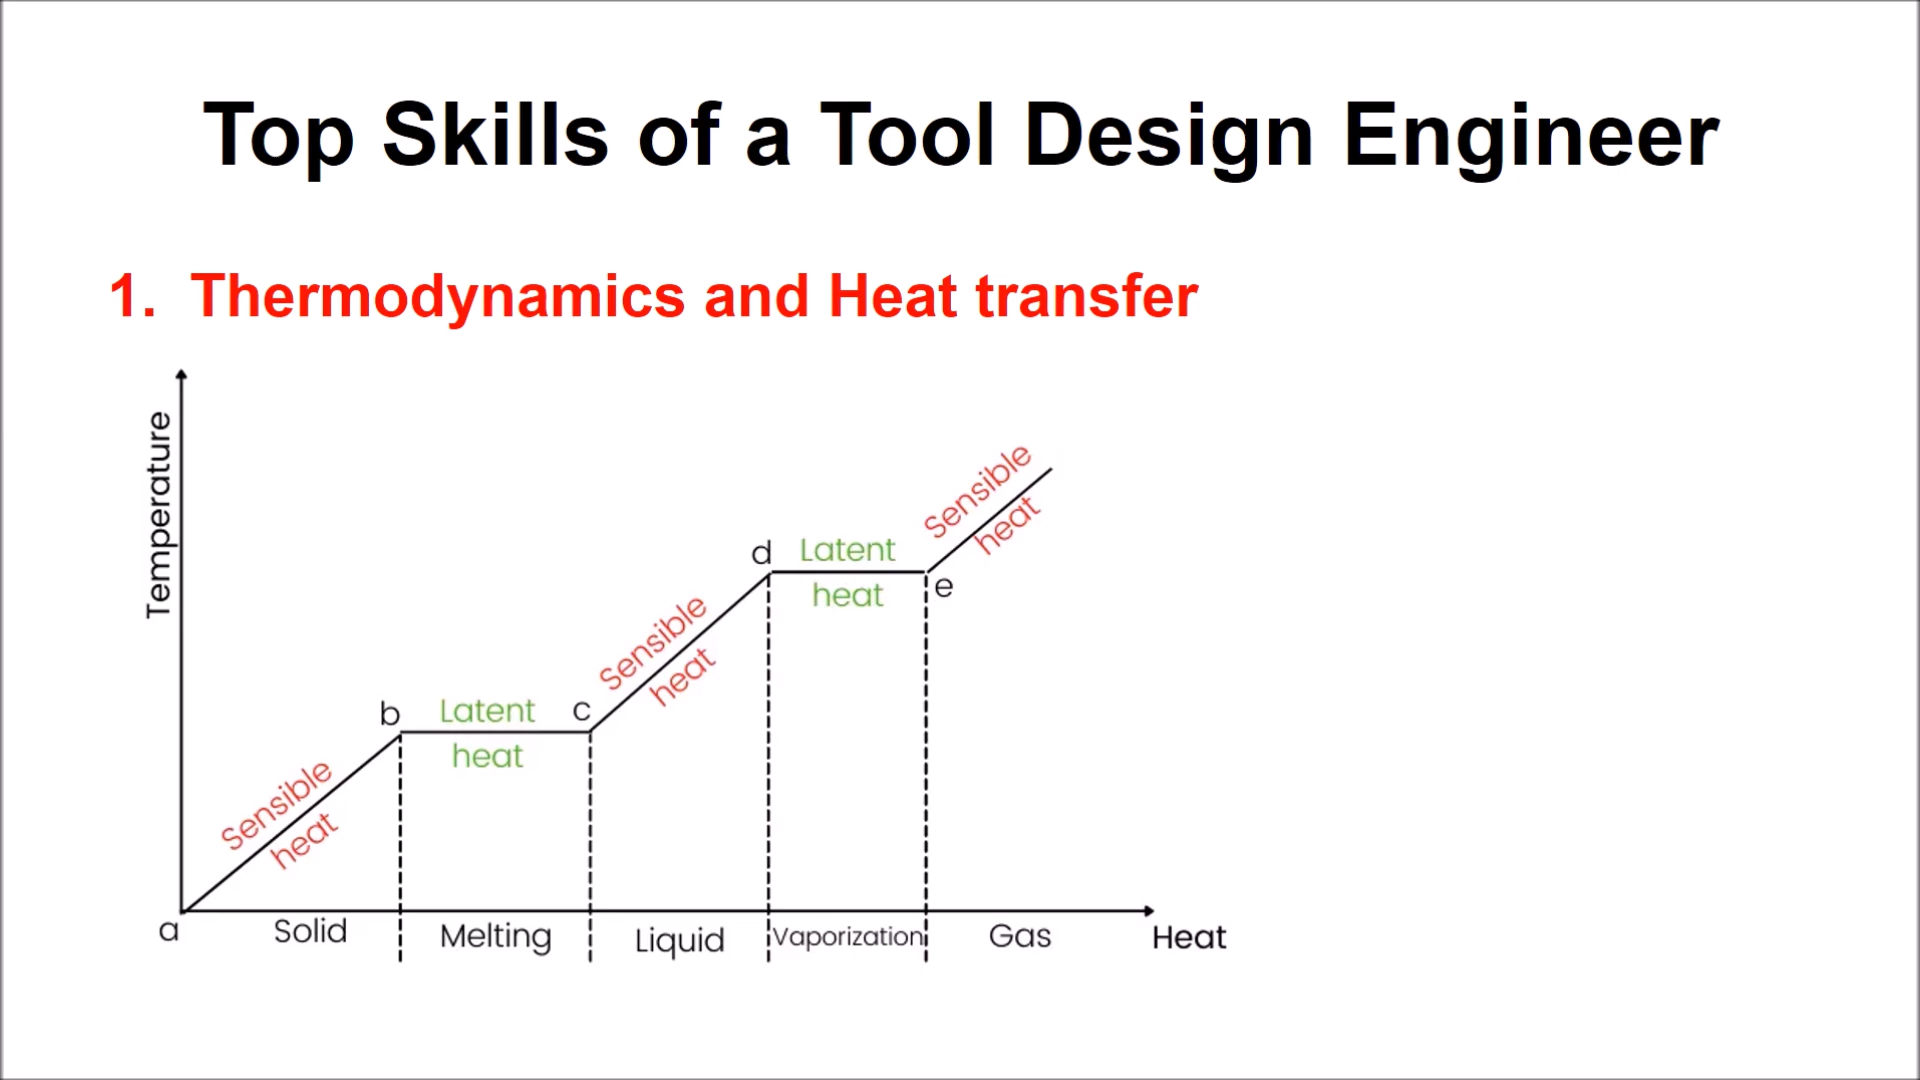 Top Skills of a Tool Design Engineer
1. Thermodynamics and Heat transfer
Temperature
Sensible
heat
e
d
Latent
heat
Sensible
heat
b
Latent
heat
c
Sensible
heat
a
Solid
Melting
Liquid
Vaporization
Gas
Heat